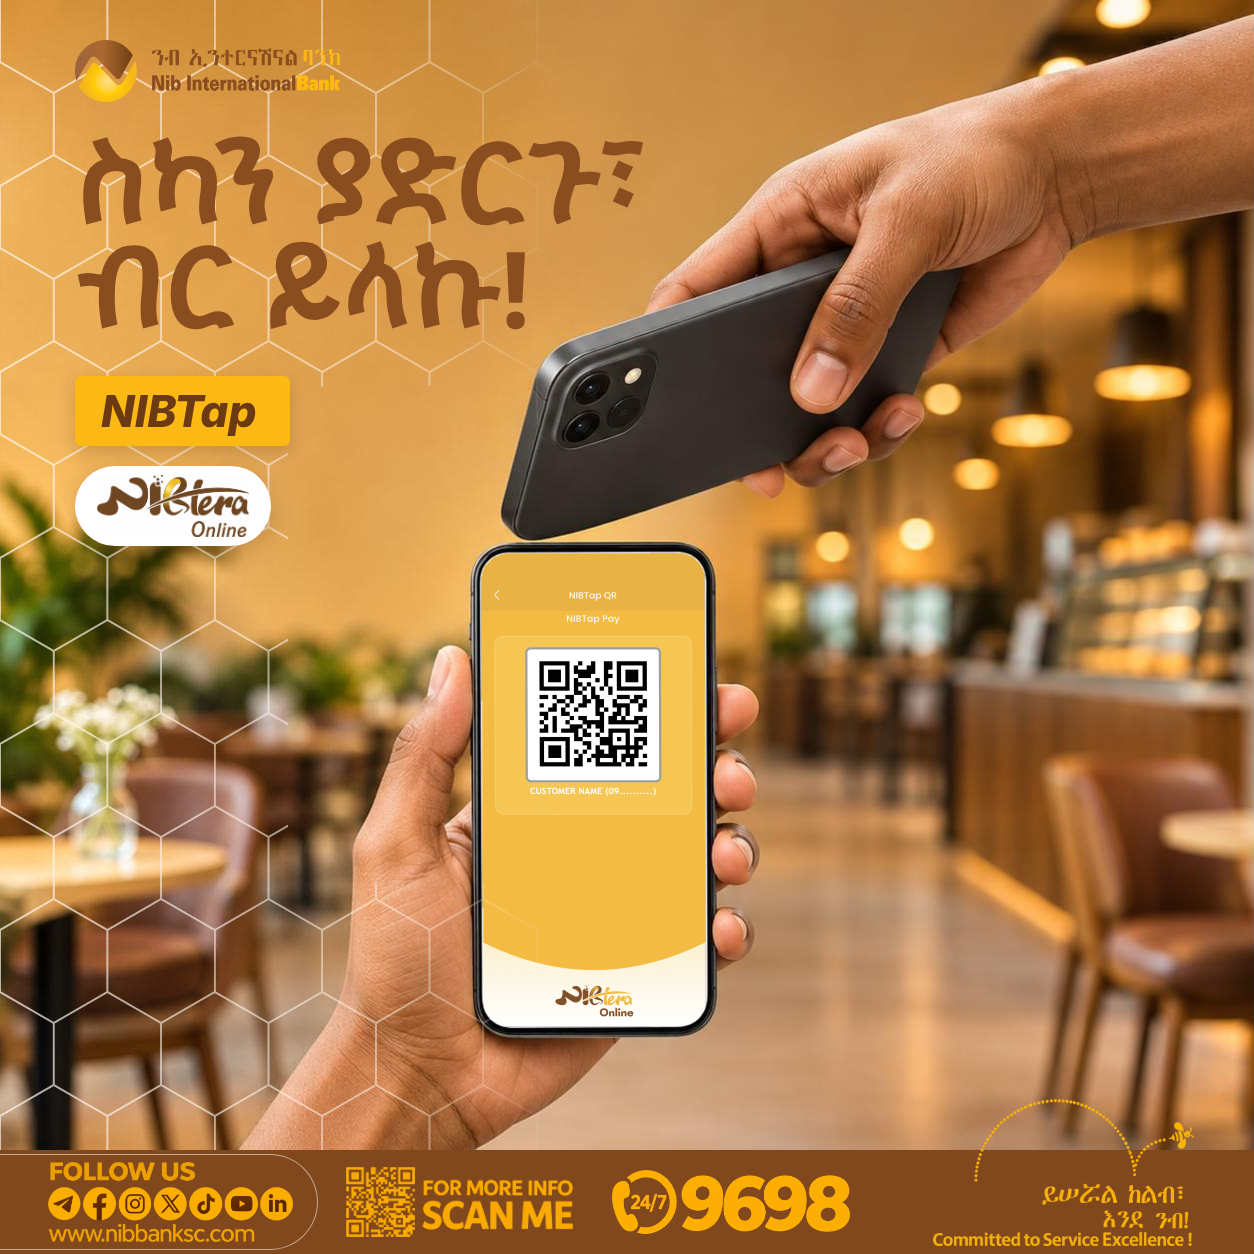 ንብ ኢንተርናሽናል ባንክ
Nib InternationalBank
ስካን ያድርጉ፣
ብር ይላኩ!
NIBTap
NIBtera
Online
NIBTap QR
NIBTap Pay
CUSTOMER NAME (09..........)
NIBtera
Online
FOLLOW US
www.nibbanksc.com
FOR MORE INFO
SCAN ME
24/7 9698
ይሠሯል ከልብ፣
እንደ ንብ!
Committed to Service Excellence !